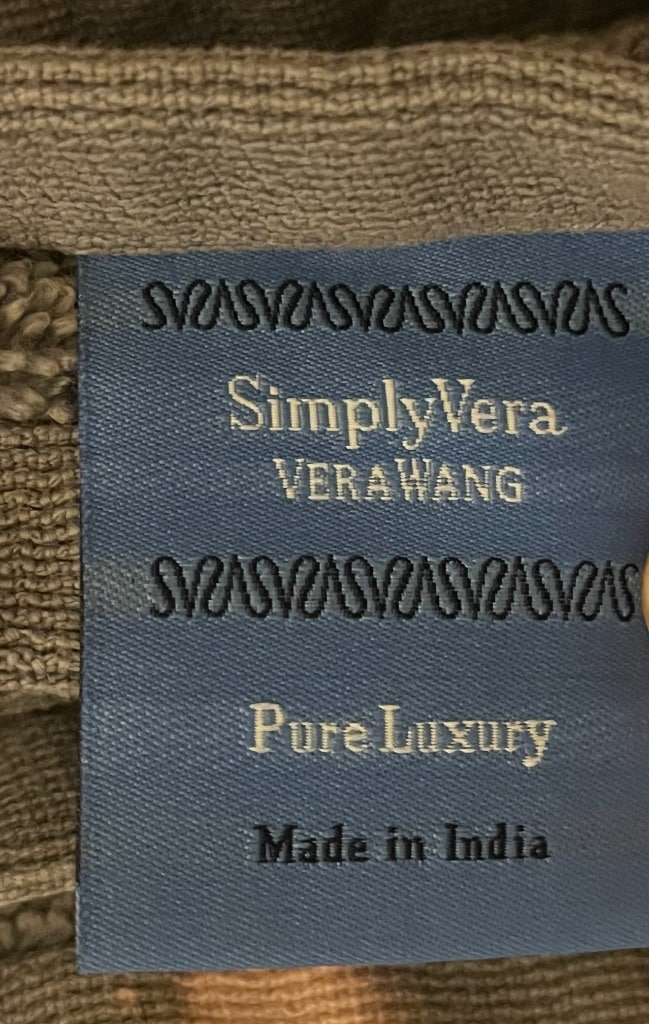 SimplyVera
VERAWANG
Pure Luxury
Made in India